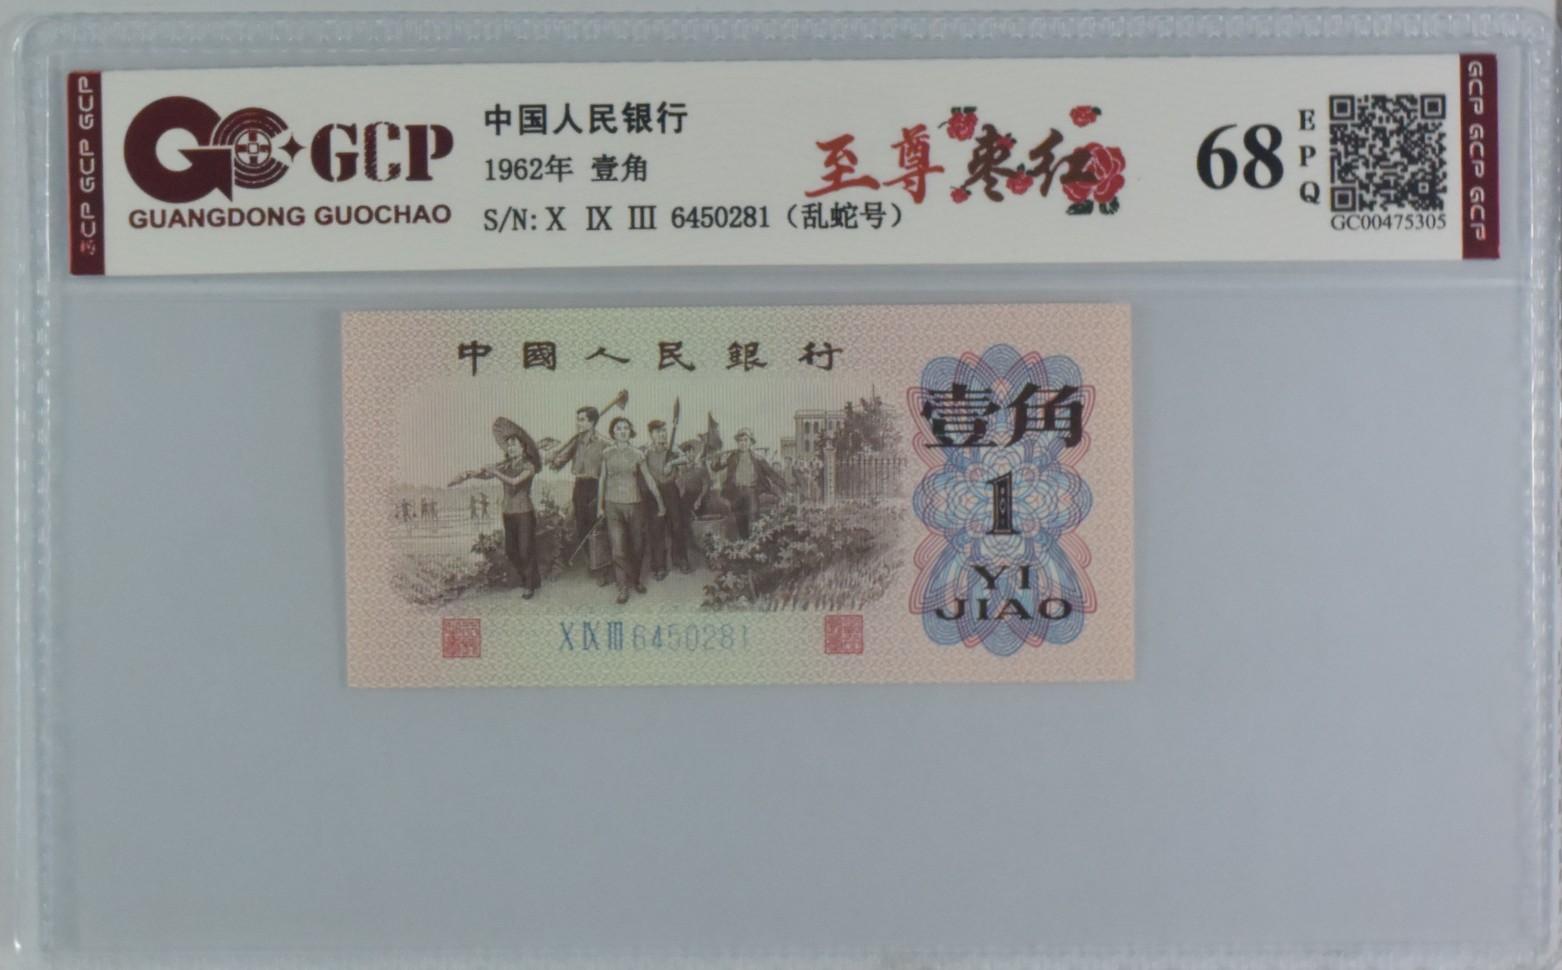 GCP GCP GCP
GCP
GUANGDONG GUOCHAO
中国人民银行
1962年 壹角
S/N: X IX III 6450281（乱蛇号）
至尊枣红
68
EPQ
GC00475305
GCP GCP GCP
中國人民銀行
壹角
1
YI
JIAO
X IX III 6450281